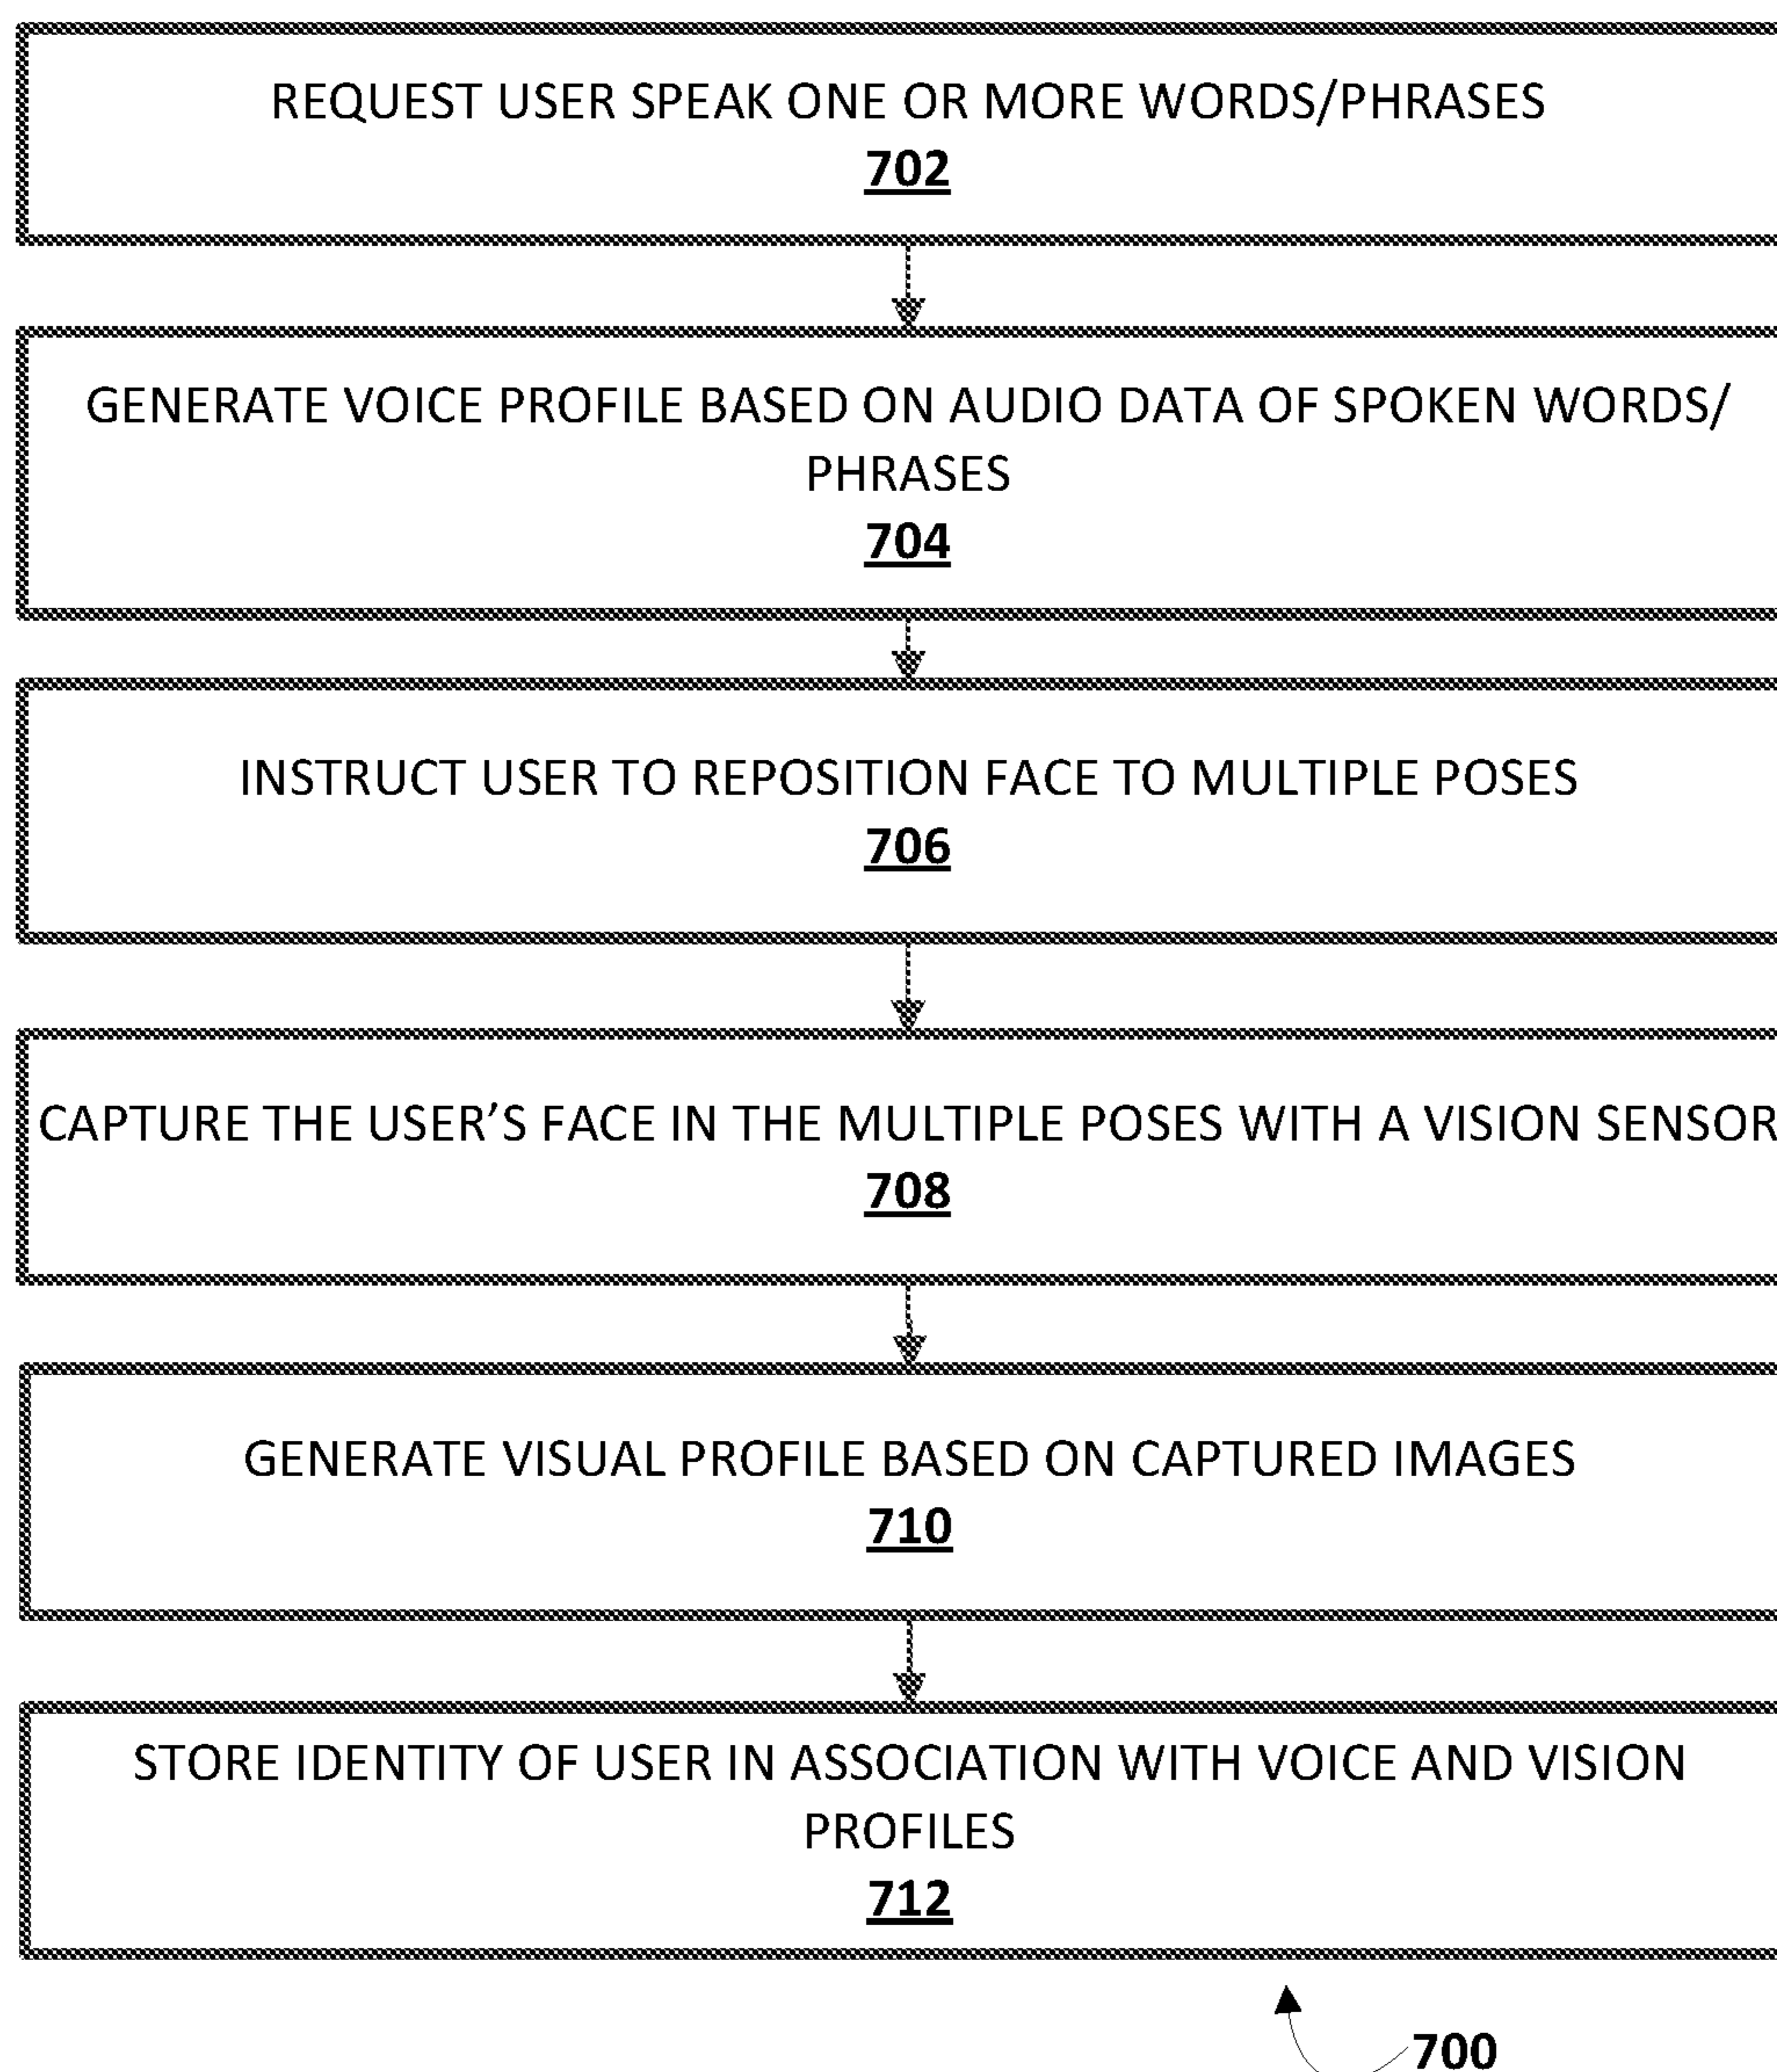 REQUEST USER SPEAK ONE OR MORE WORDS/PHRASES
702
GENERATE VOICE PROFILE BASED ON AUDIO DATA OF SPOKEN WORDS/
PHRASES
704
INSTRUCT USER TO REPOSITION FACE TO MULTIPLE POSES
706
CAPTURE THE USER’S FACE IN THE MULTIPLE POSES WITH A VISION SENSOR
708
GENERATE VISUAL PROFILE BASED ON CAPTURED IMAGES
710
STORE IDENTITY OF USER IN ASSOCIATION WITH VOICE AND VISION
PROFILES
712
700